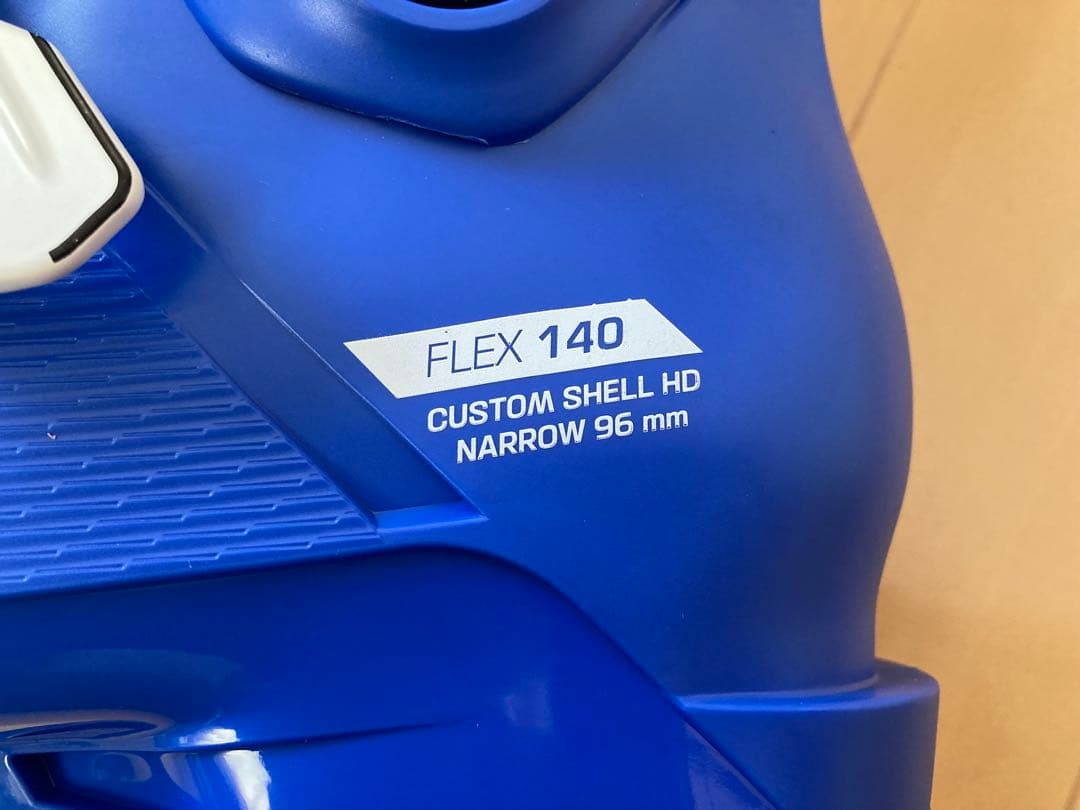 FLEX 140
CUSTOM SHELL HD
NARROW 96 mm